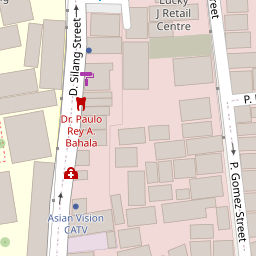 Lucky
J Retail
Centre
D. Silang Street
Dr. Paulo
Rey A.
Bahala
P. Gomez Street
Asian Vision
CATV